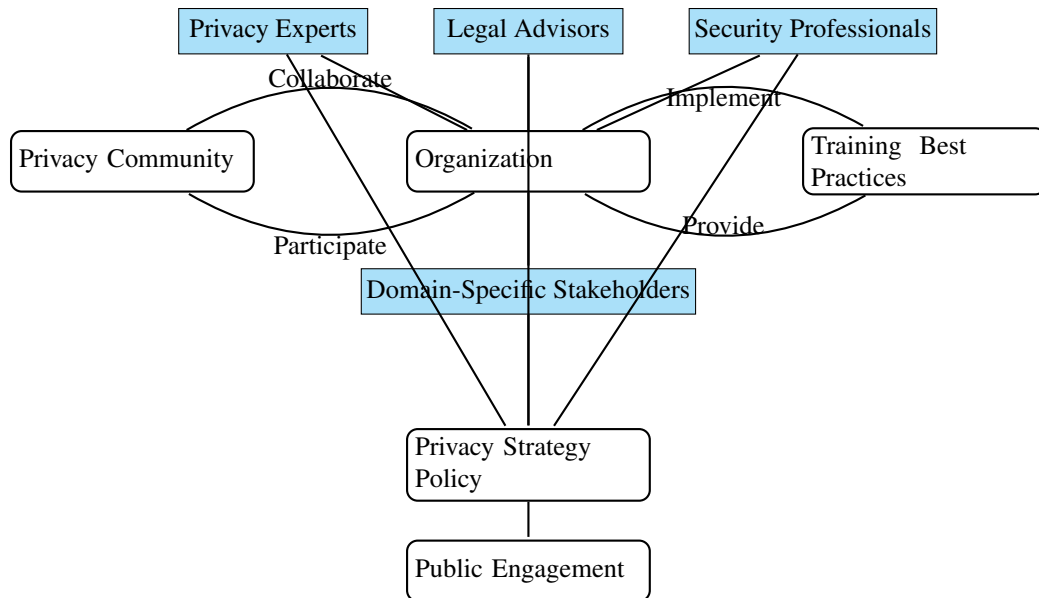 Privacy Experts
Legal Advisors
Security Professionals
Collaborate
Implement
Privacy Community
Organization
Training Best
Practices
Provide
Participate
Domain-Specific Stakeholders
Privacy Strategy
Policy
Public Engagement